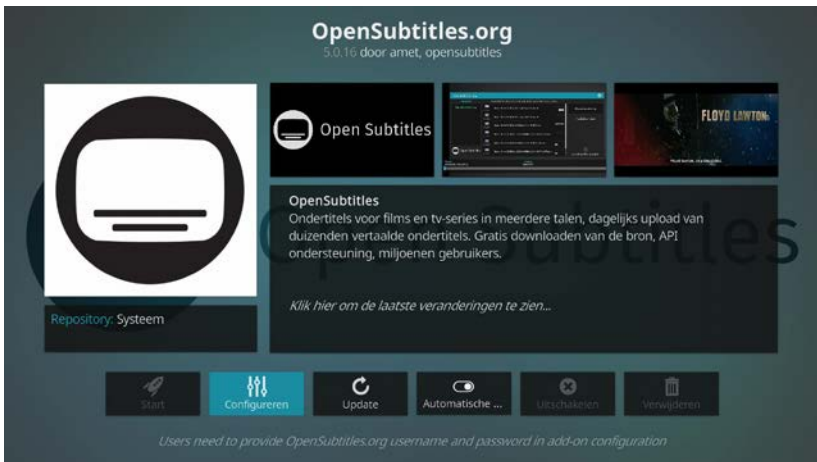 OpenSubtitles.org
5.0.16 door amet, opensubtitles
Open Subtitles
FLOYD LAWTON:
OpenSubtitles
Ondertitels voor films en tv-series in meerdere talen, dagelijks upload van
duizenden vertaalde ondertitels. Gratis downloaden van de bron, API
ondersteuning, miljoenen gebruikers.
Klik hier om de laatste veranderingen te zien...
Repository: Systeem
Start
Configureren
Update
Automatische ...
Uitschakelen
Verwijderen
Users need to provide OpenSubtitles.org username and password in add-on configuration